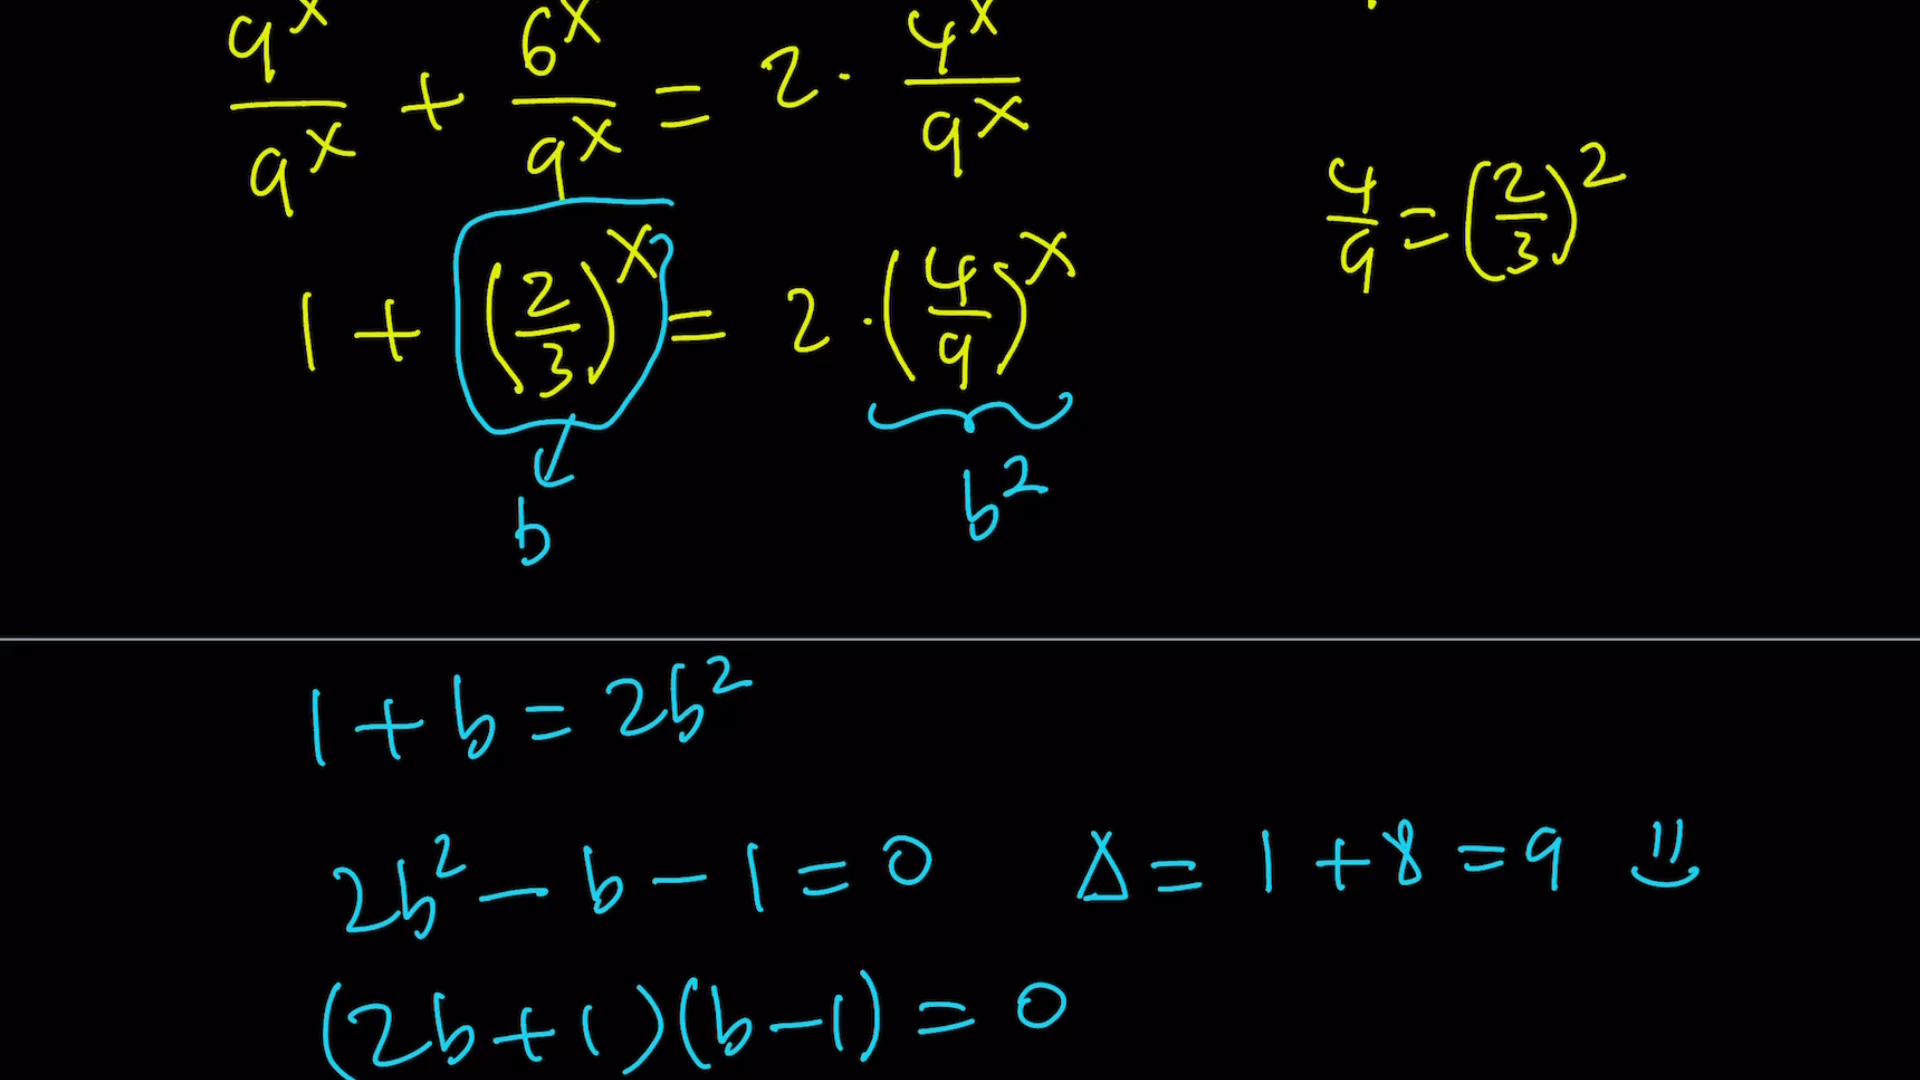 9^x/9^x + 6^x/9^x = 2 · 4^x/9^x
4/9 = (2/3)^2
1 + (2/3)^x = 2 · (4/9)^x
b
b^2
1 + b = 2b^2
2b^2 - b - 1 = 0
Δ = 1 + 8 = 9
(2b + 1)(b - 1) = 0